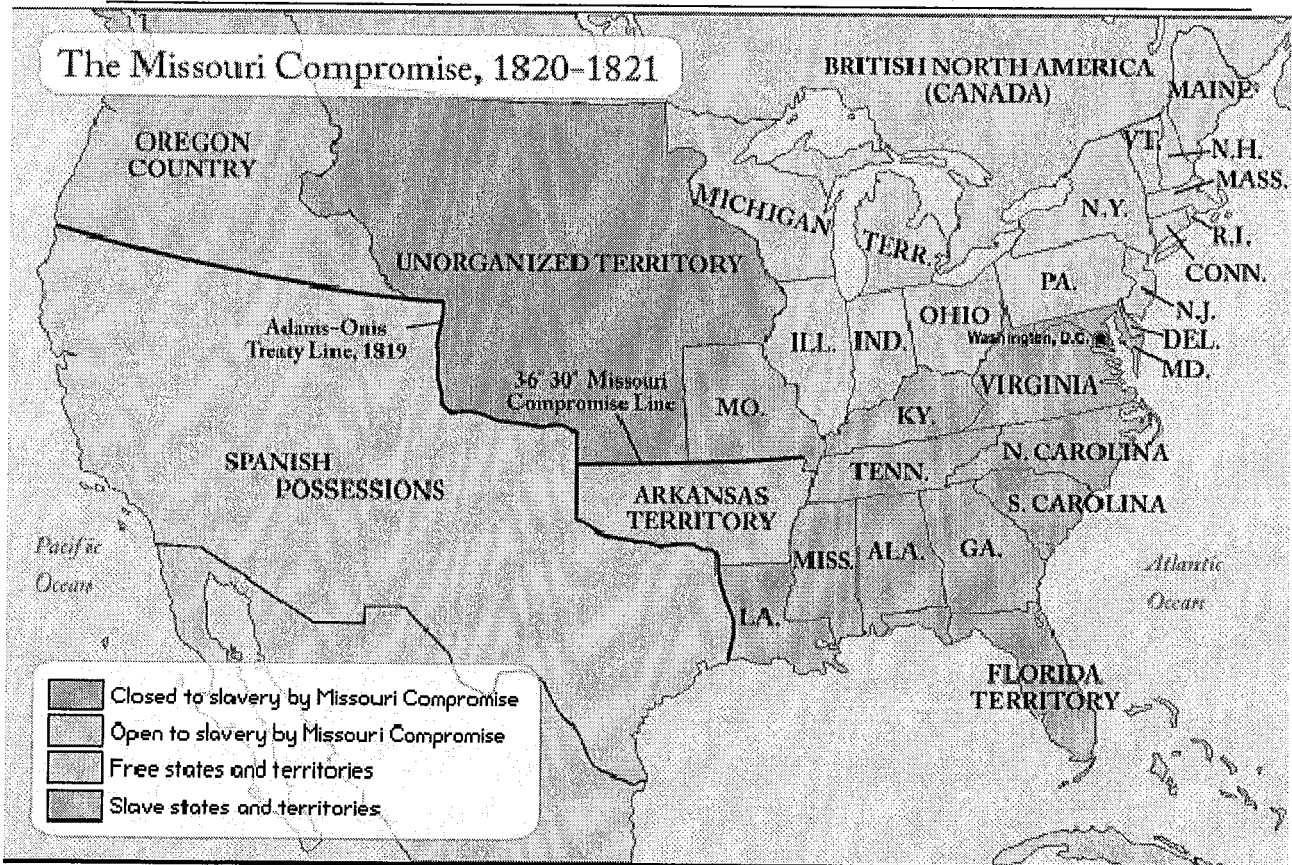 The Missouri Compromise, 1820-1821
BRITISH NORTH AMERICA
(CANADA)
MAINE
OREGON
COUNTRY
VT.
N.H.
MASS.
MICHIGAN
TERR.
N.Y.
R.I.
CONN.
UNORGANIZED TERRITORY
PA.
N.J.
OHIO
DEL.
MD.
Adams-Onis
Treaty Line, 1819
ILL.
IND.
Washington, D.C.
VIRGINIA
36° 30" Missouri
Compromise Line
MO.
KY.
SPANISH
POSSESSIONS
N. CAROLINA
TENN.
ARKANSAS
TERRITORY
S. CAROLINA
Pacific
Ocean
MISS.
ALA.
GA.
Atlantic
Ocean
LA.
FLORIDA
TERRITORY
Closed to slavery by Missouri Compromise
Open to slavery by Missouri Compromise
Free states and territories
Slave states and territories